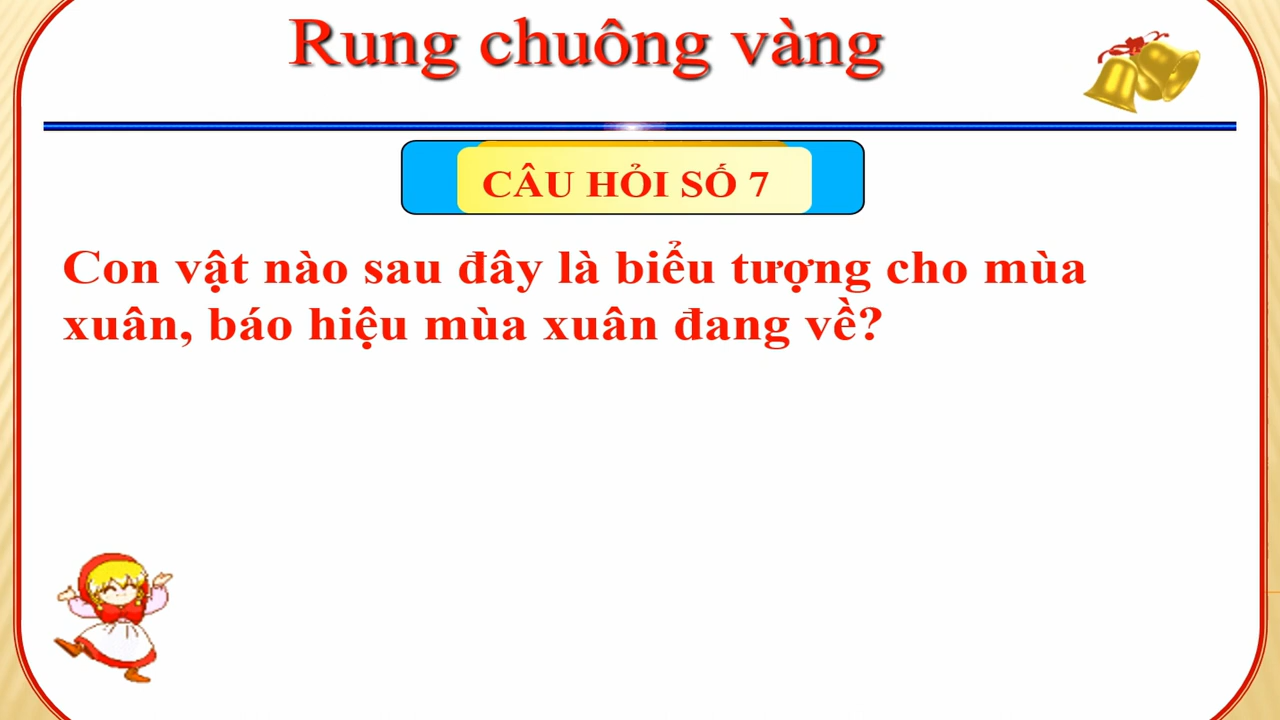 Rung chuông vàng
CÂU HỎI SỐ 7
Con vật nào sau đây là biểu tượng cho mùa
xuân, báo hiệu mùa xuân đang về?